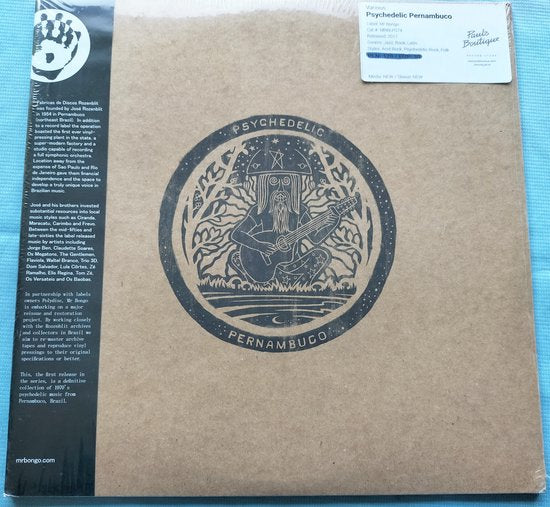 Various
Psychedelic Pernambuco
Label: Mr Bongo
Released: 2011
Genres: Jazz, Rock, Latin
Styles: Acid Rock, Psychedelic Rock, Folk
Media: NEW / Sleeve: NEW
Pauls
Boutique
Fabricas de Discos Rozenblit
was founded by José Rozenblit
in 1954 in Pernambuco
(northeast Brazil). In addition
to a record label the operation
boasted the first ever vinyl-
pressing plant in the state, a
super-modern factory and a
studio capable of recording
a full symphonic orchestra.
Location away from the
expense of Sao Paulo and Rio
de Janeiro gave them financial
independence and the space to
develop a truly unique voice in
Brazilian music.
José and his brothers invested
substantial resources into local
music styles such as Ciranda,
Maracatu, Carimbo and Frevo.
Between the mid-fifties and
late-sixties the label released
music by artists including
Jorge Ben, Claudette Soares,
Os Megatons, The Gentlemen,
Flaviola, Waltel Branco, Trio 3D,
Dom Salvador, Lula Côrtes, Zé
Ramalho, Elis Regina, Tom Zé,
Os Versateis and Os Baobas.
In partnership with labels
owners Polydisc, Mr Bongo
is embarking on a major
reissue and restoration
project. By working closely
with the Rozenblit archives
and collectors in Brazil we
aim to re-master archive
tapes and reproduce vinyl
pressings to their original
specifications or better.
This, the first release in
the series, is a definitive
collection of 1970's
psychedelic music from
Pernambuco, Brazil.
mrbongo.com
PSYCHEDELIC
PERNAMBUCO